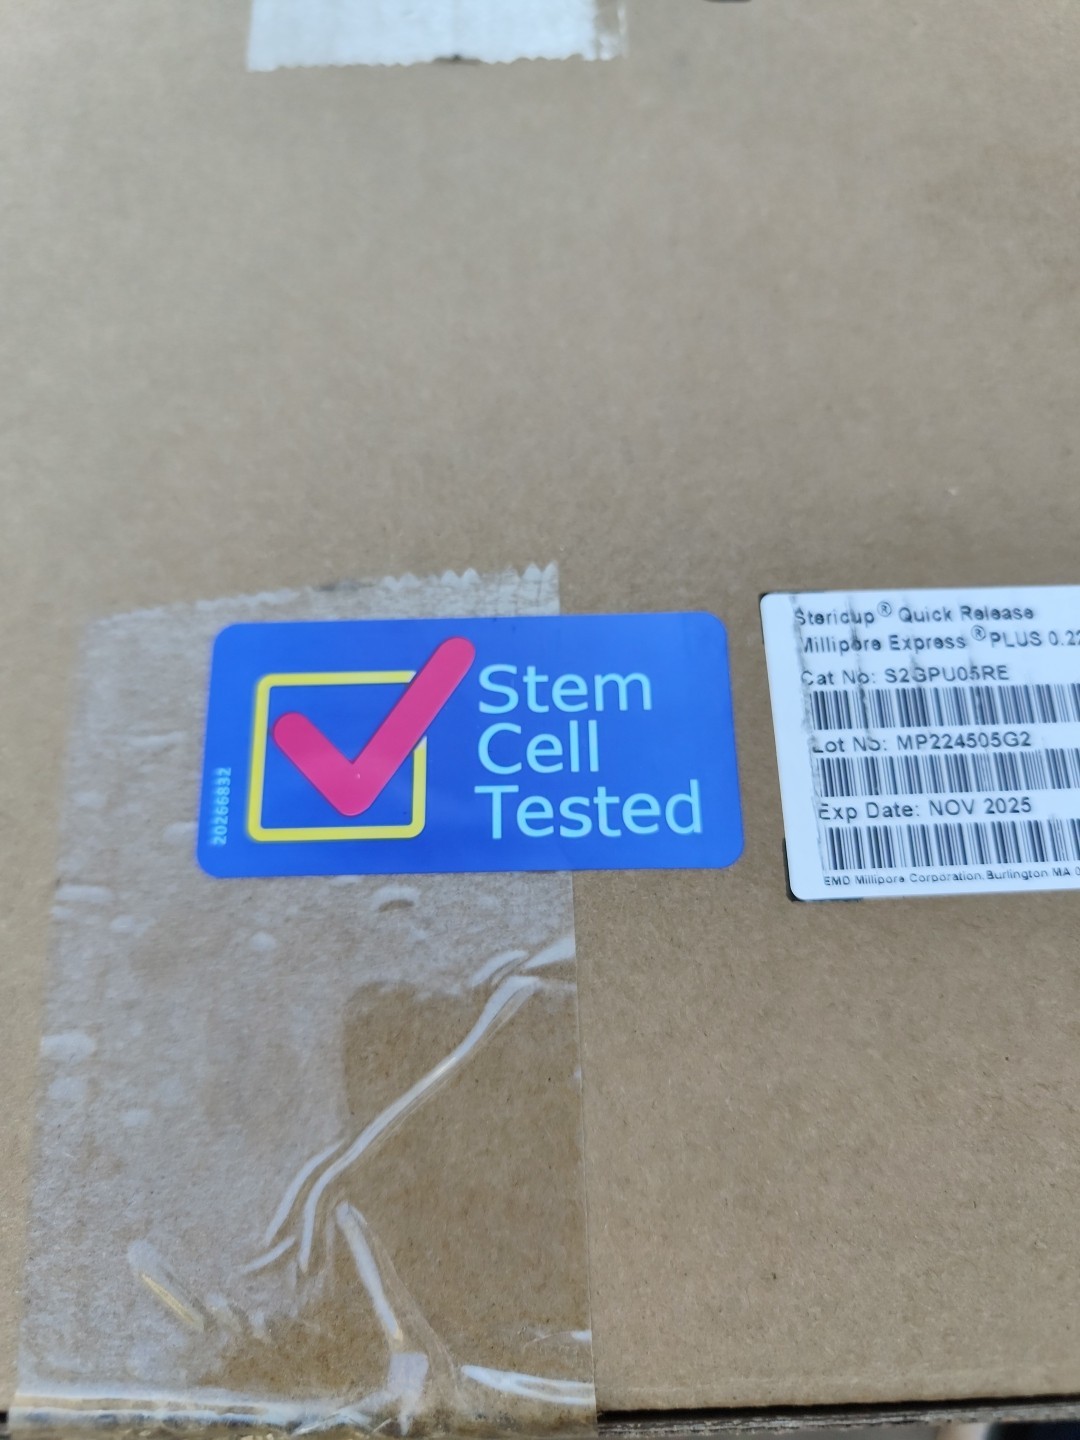 Stem
Cell
Tested
20266832
Stericup® Quick Release
Millipore Express® PLUS 0.22
Cat No: S2GPU05RE
Lot No: MP224505G2
Exp Date: NOV 2025
EMD Millipore Corporation, Burlington MA